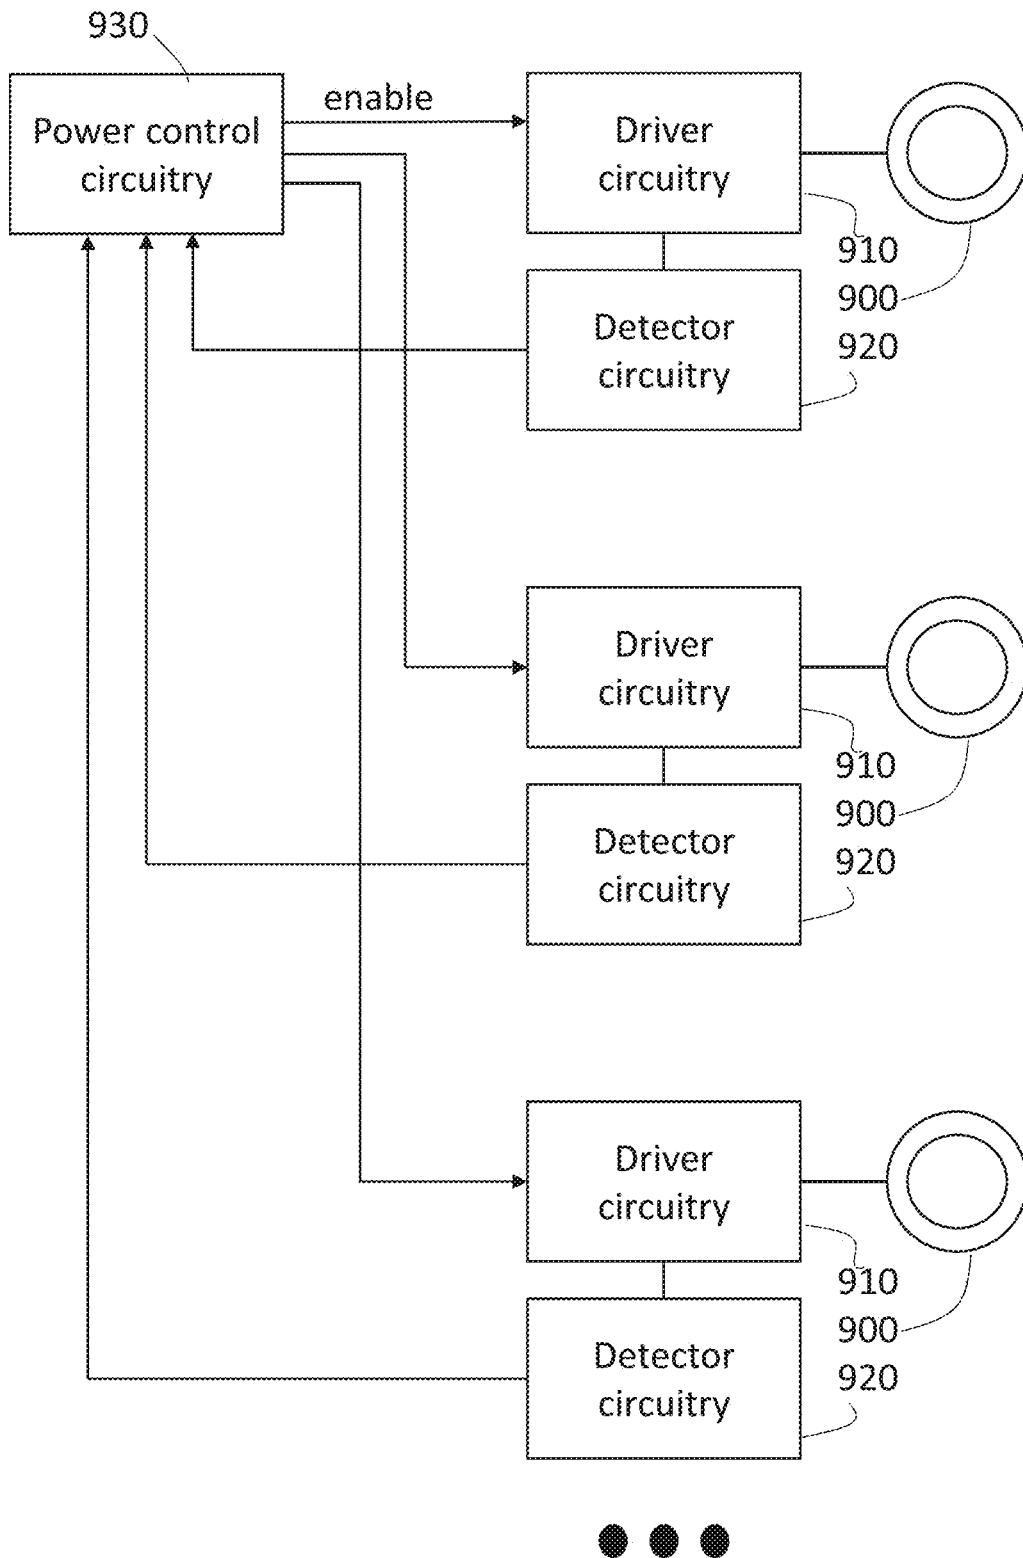 930
Power control
circuitry
enable
Driver
circuitry
910
900
920
Detector
circuitry
Driver
circuitry
910
900
920
Detector
circuitry
Driver
circuitry
910
900
920
Detector
circuitry